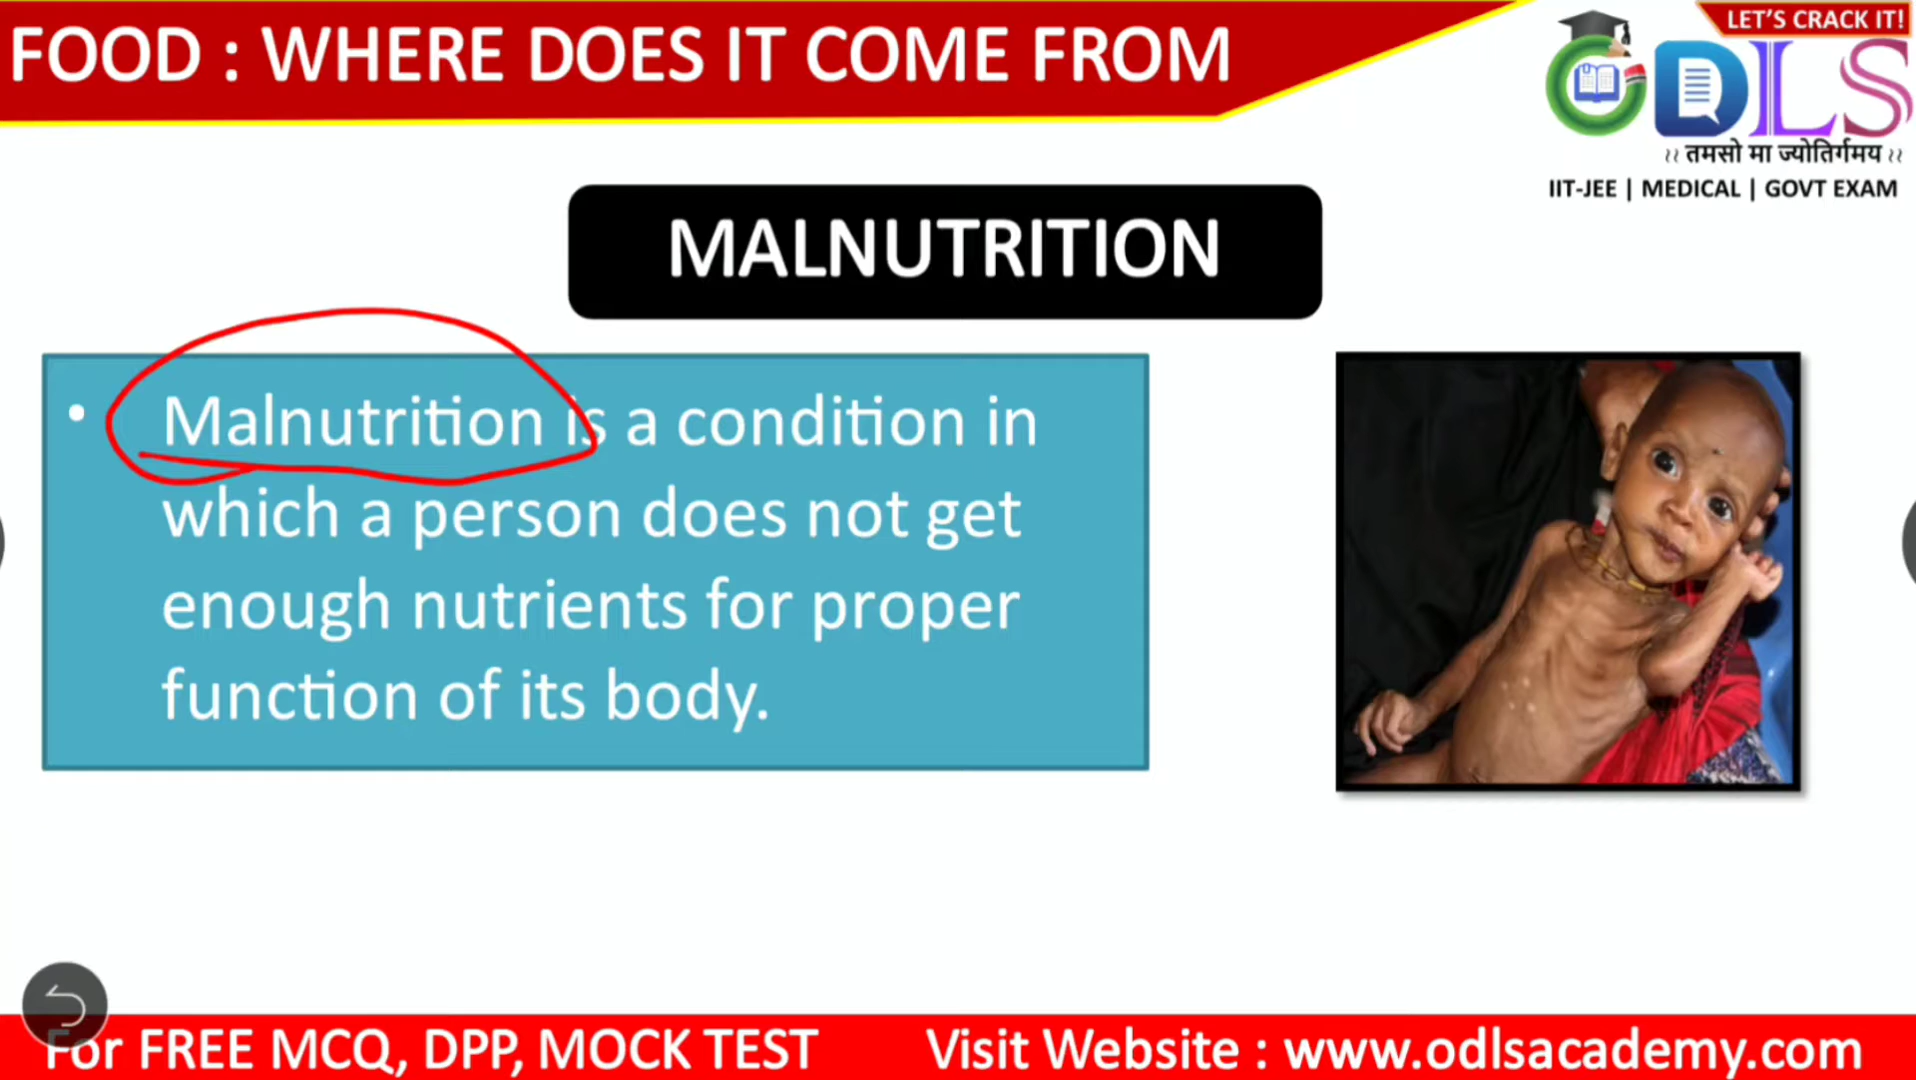 FOOD : WHERE DOES IT COME FROM
LET'S CRACK IT!
ODLS
~~ तमसो मा ज्योतिर्गमय ~~
IIT-JEE | MEDICAL | GOVT EXAM
MALNUTRITION
• Malnutrition is a condition in
which a person does not get
enough nutrients for proper
function of its body.
For FREE MCQ, DPP, MOCK TEST
Visit Website : www.odlsacademy.com